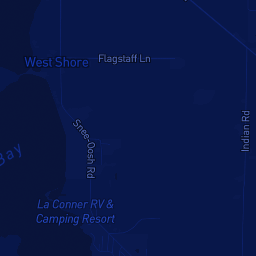 West Shore
Flagstaff Ln
Indian Rd
Snee-Oosh Rd
Bay
La Conner RV &
Camping Resort